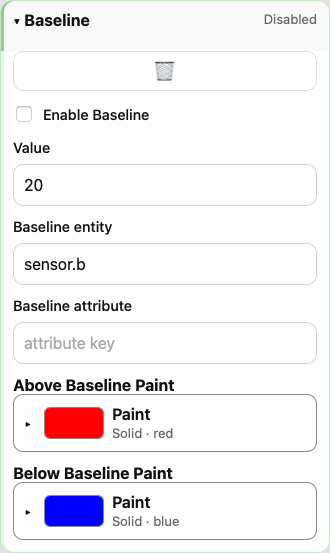 ▾ Baseline
Disabled
Enable Baseline
Value
20
Baseline entity
sensor.b
Baseline attribute
attribute key
Above Baseline Paint
▸ Paint
Solid · red
Below Baseline Paint
▸ Paint
Solid · blue